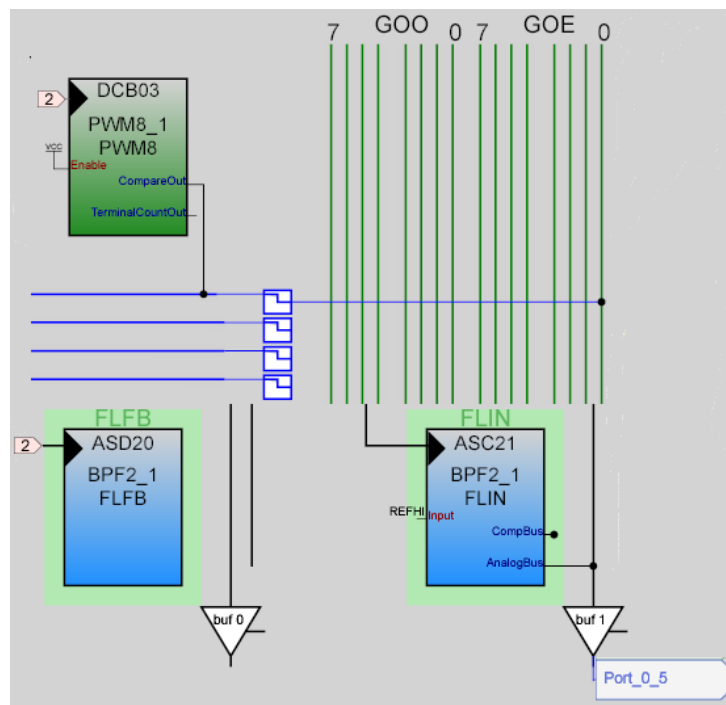 7 GOO 0 7 GOE 0
DCB03
2
PWM8_1
PWM8
VCC
Enable
CompareOut
TerminalCountOut
FLFB
FLIN
2
ASD20
ASC21
BPF2_1
BPF2_1
FLFB
FLIN
REFHI
Input
CompBus
AnalogBus
buf 0
buf 1
Port_0_5